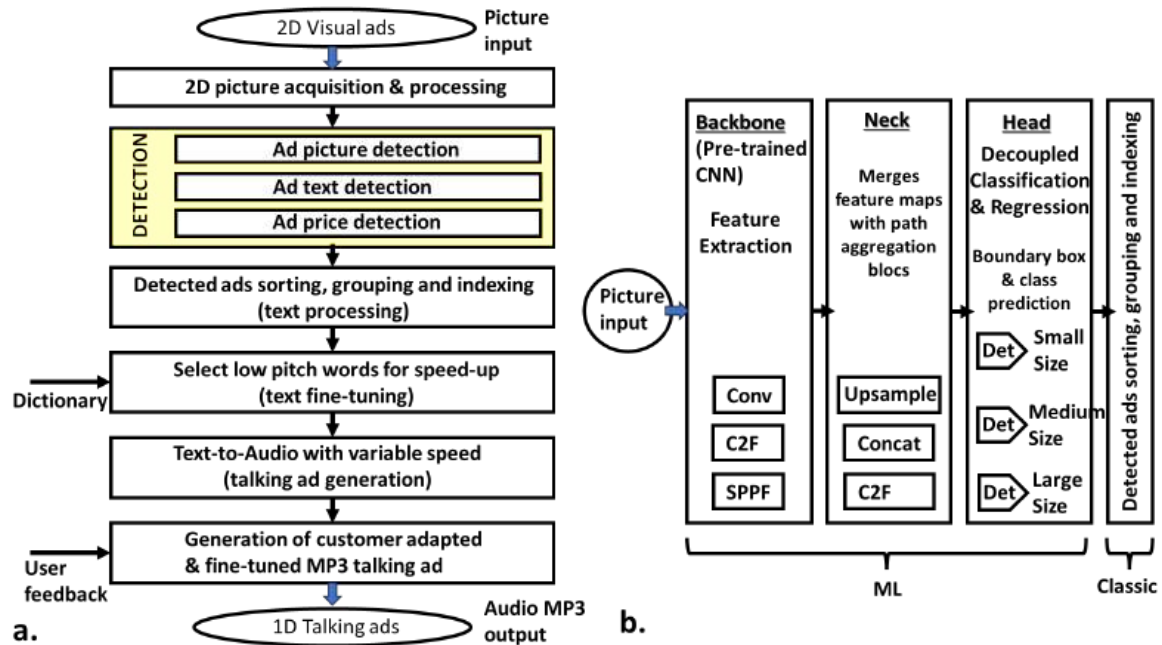 2D Visual ads
Picture
input
2D picture acquisition & processing
DETECTION
Ad picture detection
Ad text detection
Ad price detection
Detected ads sorting, grouping and indexing
(text processing)
Dictionary
Select low pitch words for speed-up
(text fine-tuning)
Text-to-Audio with variable speed
(talking ad generation)
User
feedback
Generation of customer adapted
& fine-tuned MP3 talking ad
1D Talking ads
Audio MP3
output
a.
Picture
input
Backbone
(Pre-trained
CNN)
Feature
Extraction
Conv
C2F
SPPF
Neck
Merges
feature maps
with path
aggregation
blocs
Upsample
Concat
C2F
Head
Decoupled
Classification
& Regression
Boundary box
& class
prediction
Det
Small
Size
Det
Medium
Size
Det
Large
Size
Detected ads sorting, grouping and indexing
ML
Classic
b.